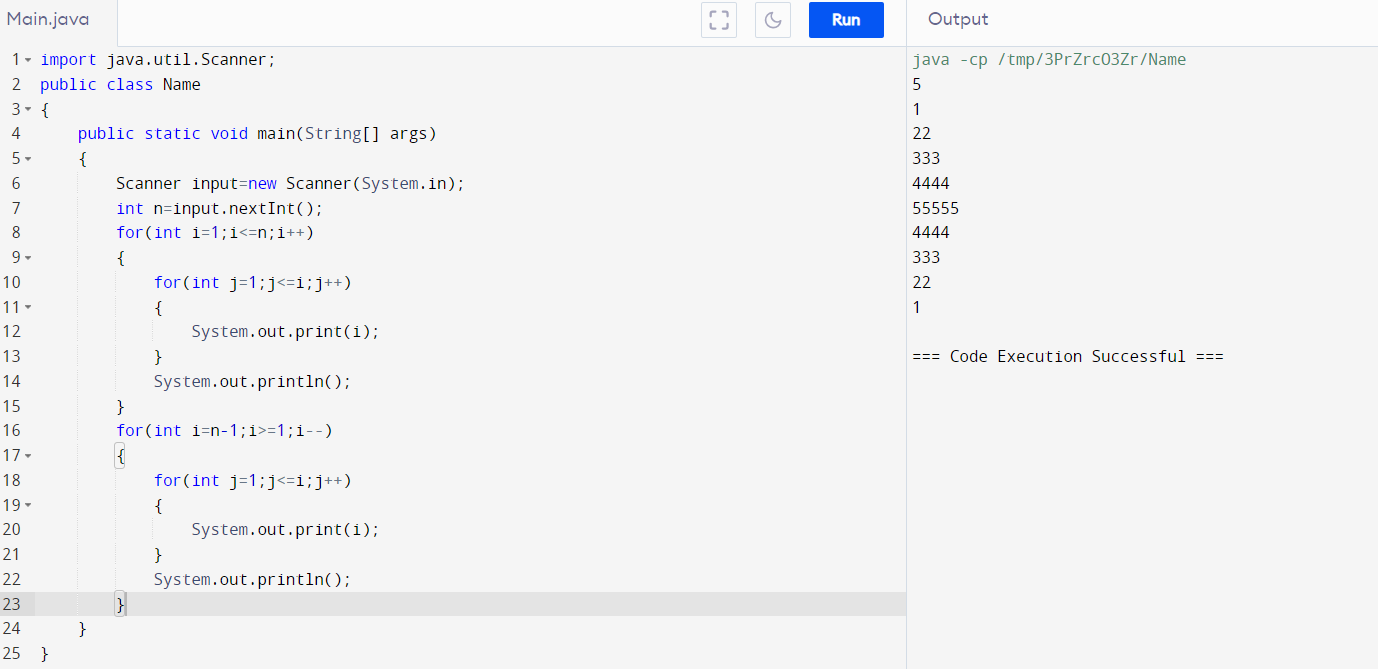 Main.java
Run
Output
1 import java.util.Scanner;
2 public class Name
3 {
4     public static void main(String[] args)
5     {
6         Scanner input=new Scanner(System.in);
7         int n=input.nextInt();
8         for(int i=1;i<=n;i++)
9         {
10             for(int j=1;j<=i;j++)
11             {
12                 System.out.print(i);
13             }
14             System.out.println();
15         }
16         for(int i=n-1;i>=1;i--)
17         {
18             for(int j=1;j<=i;j++)
19             {
20                 System.out.print(i);
21             }
22             System.out.println();
23         }
24     }
25 }
java -cp /tmp/3PrZrcO3Zr/Name
5
1
22
333
4444
55555
4444
333
22
1
=== Code Execution Successful ===